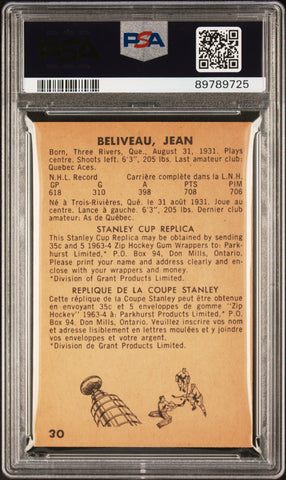 PSA
PSA
89789725
BELIVEAU, JEAN
Born, Three Rivers, Que., August 31, 1931. Plays
centre. Shoots left. 6'3", 205 lbs. Last amateur club:
Quebec Aces.
N.H.L. Record Carrière complète dans la L.N.H.
GP G A PTS PIM
618 310 398 708 706
Né à Trois-Rivières, Qué. le 31 août 1931. Joue au
centre. Lance à gauche. 6'3", 205 lbs. Dernier club
amateur: As de Québec.
STANLEY CUP REPLICA
This Stanley Cup Replica may be obtained by sending
35c and 5 1963-4 Zip Hockey Gum Wrappers to: Park-
hurst Products Limited,* P.O. Box 94, Don Mills, Ontario.
Please print your name and address clearly and en-
close with your wrappers and money.
*Division of Grant Products Limited.
REPLIQUE DE LA COUPE STANLEY
Cette réplique de la Coupe Stanley peut être obtenue
en envoyant 35c et 5 enveloppes de gomme "Zip
Hockey" 1963-4 à: Parkhurst Products Limited,* P.O.
Box 94, Don Mills, Ontario. Veuillez inscrire vos nom
et adresse lisiblement en lettres moulées et y joindre
vos enveloppes et votre argent.
*Division de Grant Products Limited.
30